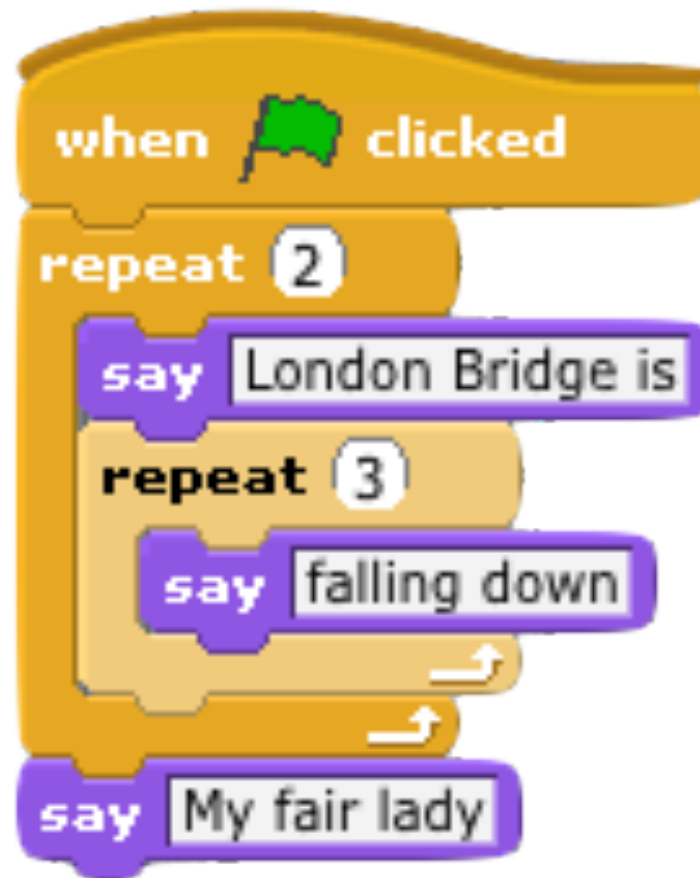 when clicked
repeat 2
say London Bridge is
repeat 3
say falling down
say My fair lady